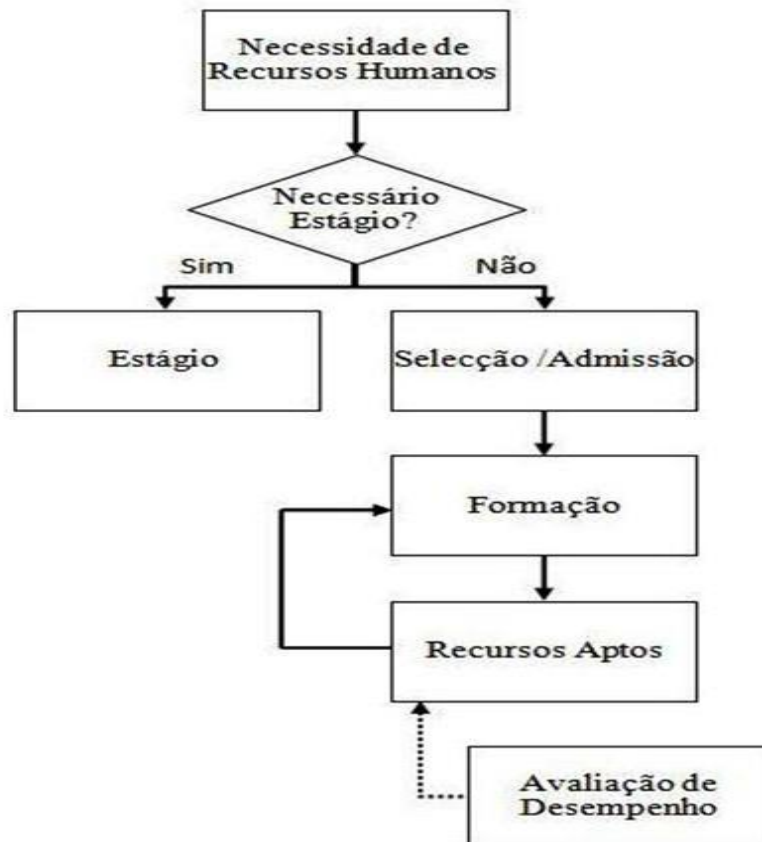 Necessidade de
Recursos Humanos
Necessário
Estágio?
Sim
Não
Estágio
Selecção /Admissão
Formação
Recursos Aptos
Avaliação de
Desempenho